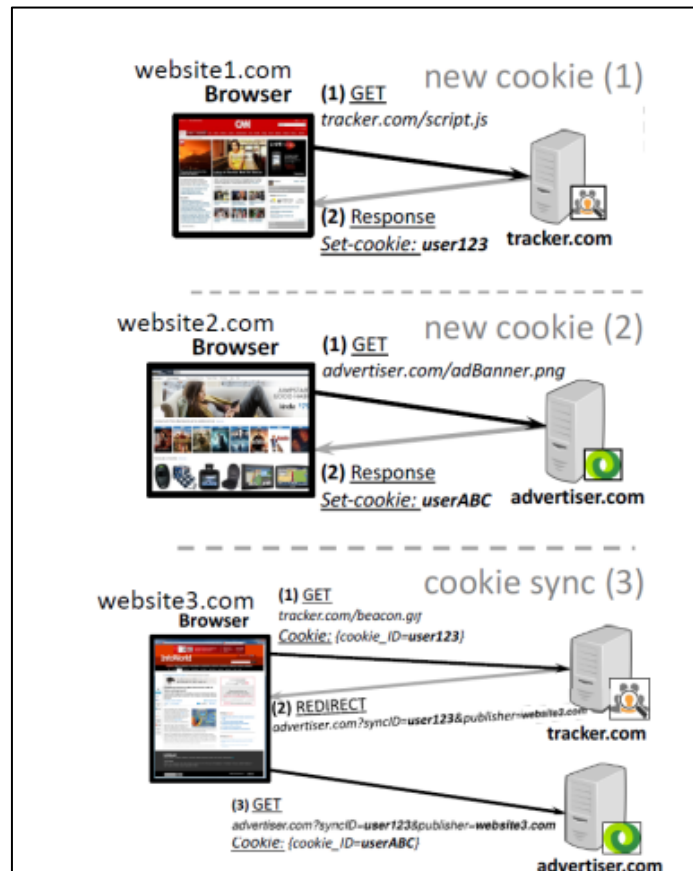 website1.com
Browser
new cookie (1)
(1) GET
tracker.com/script.js
CNN
(2) Response
Set-cookie: user123
tracker.com
website2.com
Browser
new cookie (2)
(1) GET
advertiser.com/adBanner.png
(2) Response
Set-cookie: userABC
advertiser.com
cookie sync (3)
website3.com
Browser
(1) GET
tracker.com/beacon.gif
Cookie: {cookie_ID=user123}
InfoWorld
(2) REDIRECT
advertiser.com?syncID=user123&publisher=website3.com
tracker.com
(3) GET
advertiser.com?syncID=user123&publisher=website3.com
Cookie: {cookie_ID=userABC}
advertiser.com